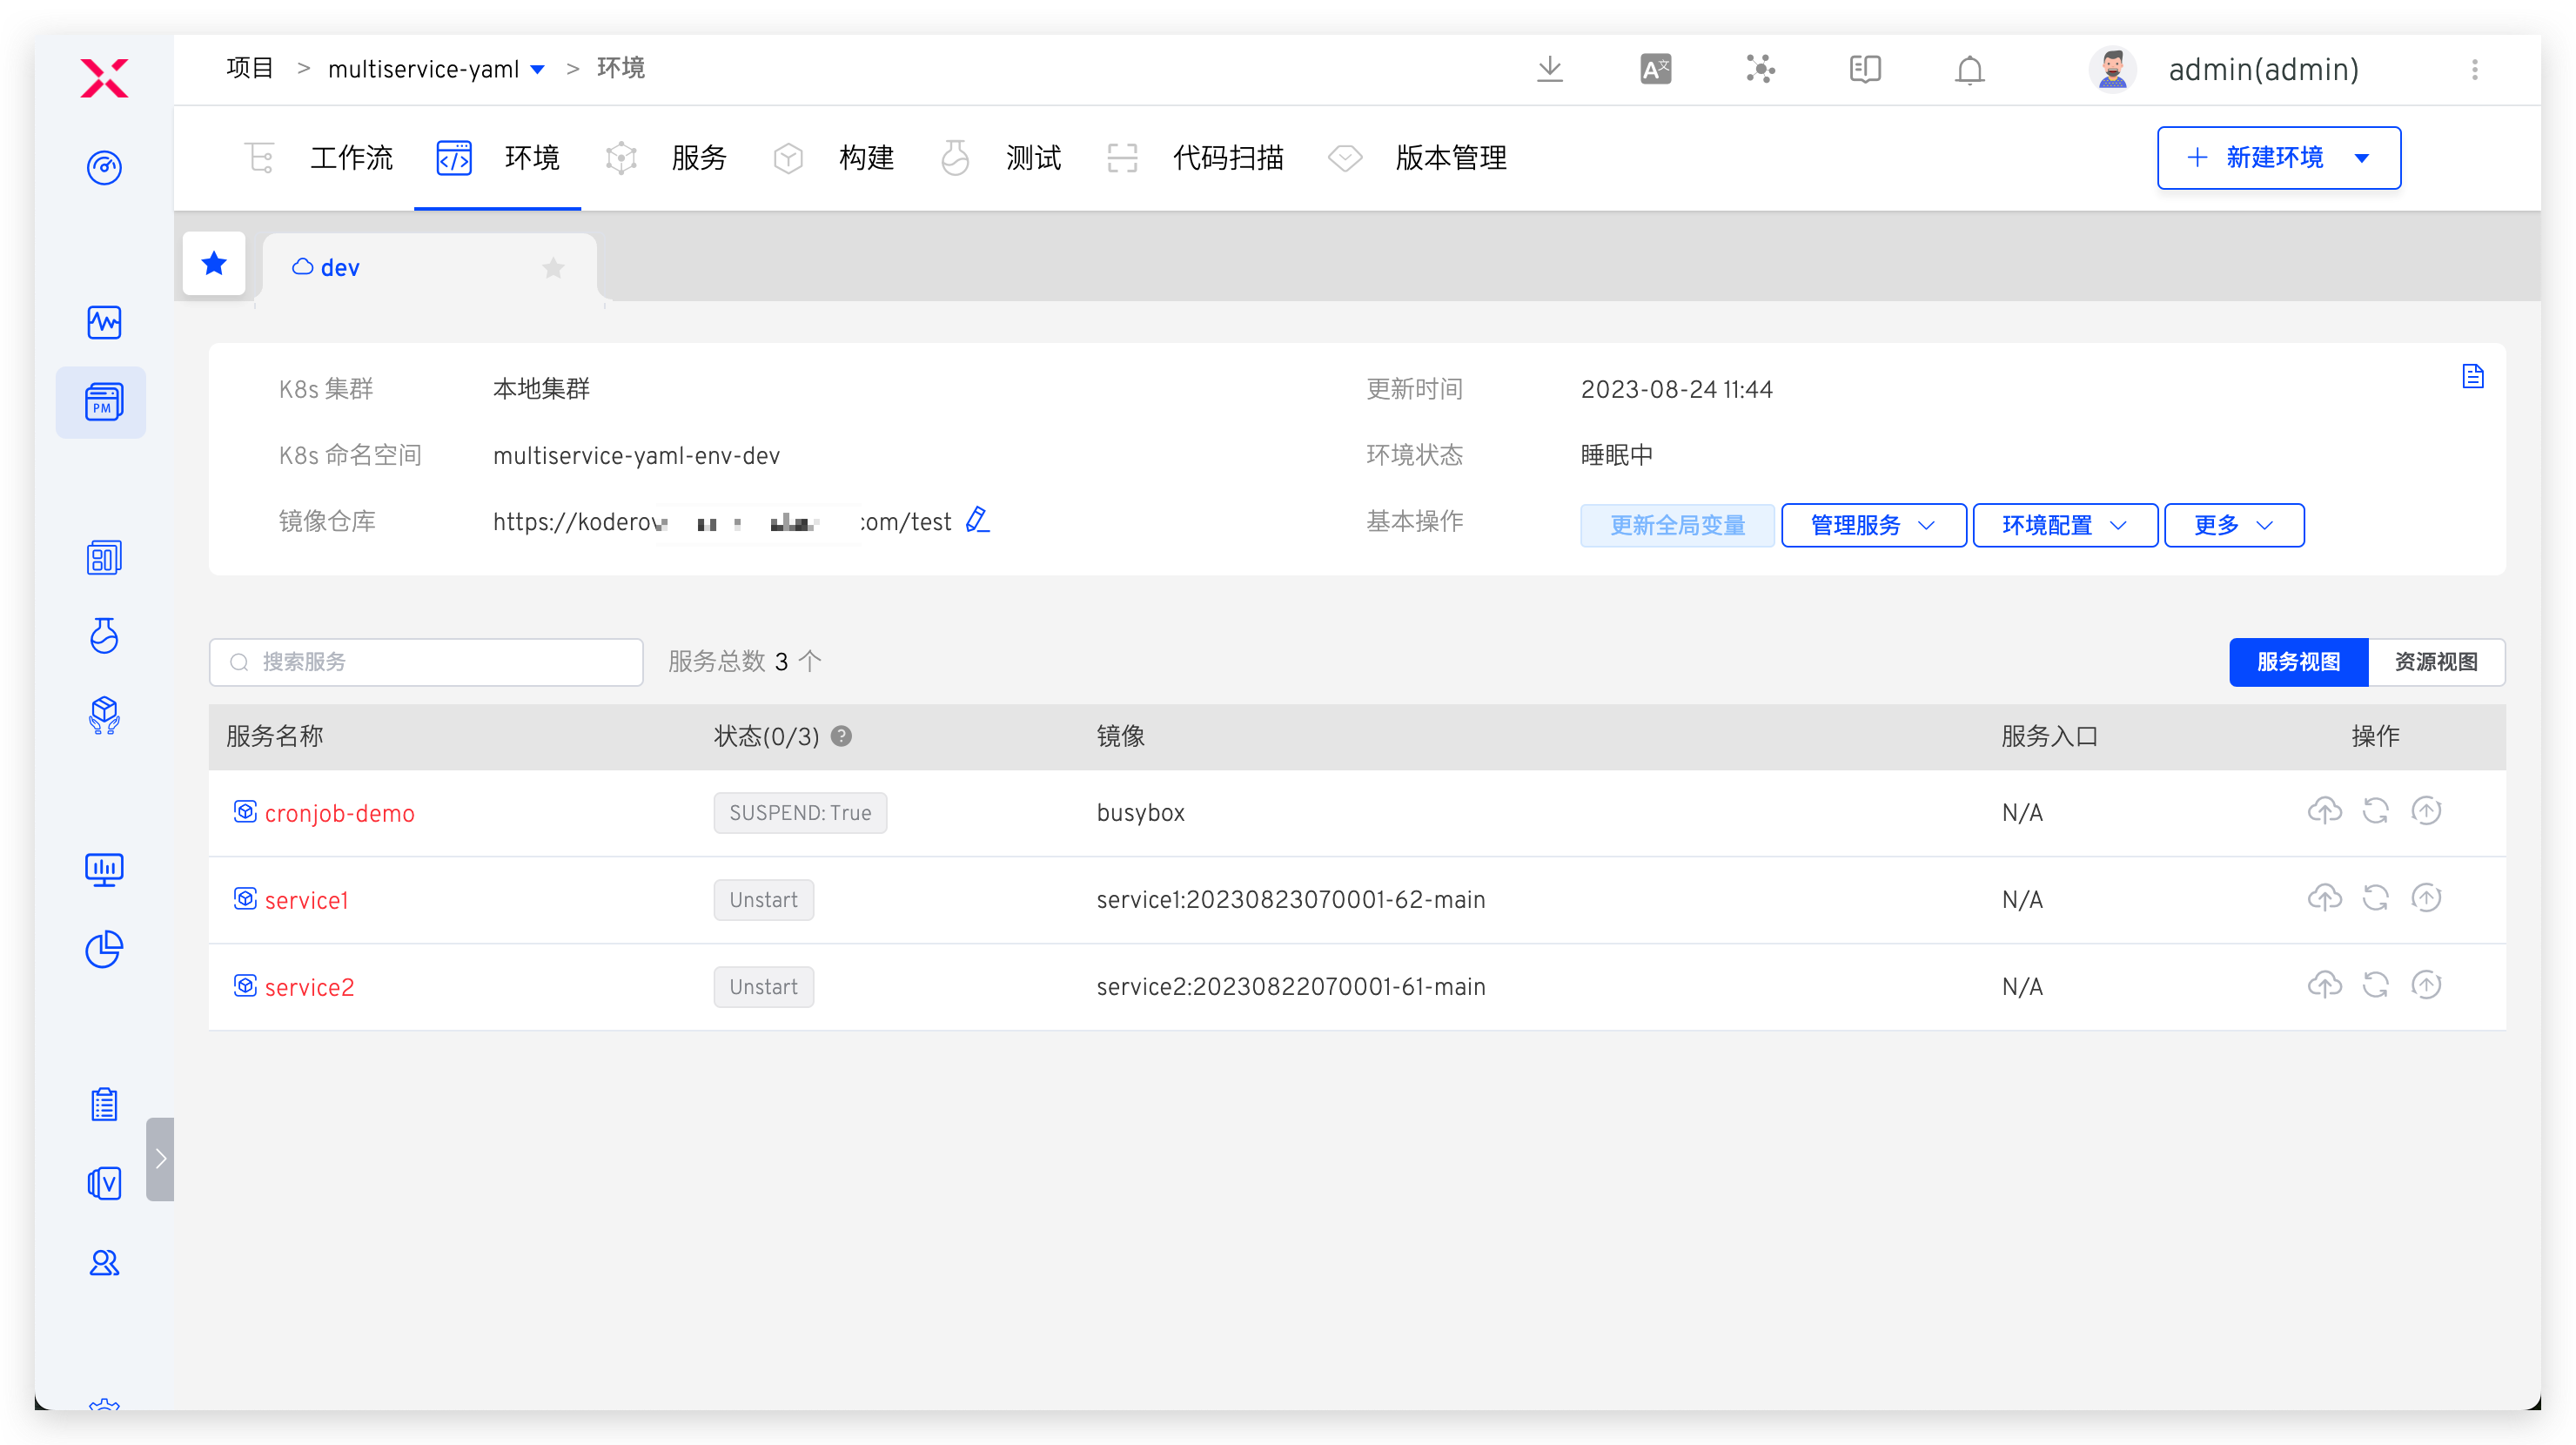 项目 > multiservice-yaml > 环境
admin(admin)
工作流 环境 服务 构建 测试 代码扫描 版本管理
新建环境
dev
K8s 集群 本地集群 更新时间 2023-08-24 11:44
K8s 命名空间 multiservice-yaml-env-dev 环境状态 睡眠中
镜像仓库 https://koderov com/test 基本操作 更新全局变量 管理服务 环境配置 更多
PM
搜索服务 服务总数 3 个 服务视图 资源视图
服务名称 状态(0/3) 镜像 服务入口 操作
cronjob-demo SUSPEND: True busybox N/A
service1 Unstart service1:20230823070001-62-main N/A
service2 Unstart service2:20230822070001-61-main N/A